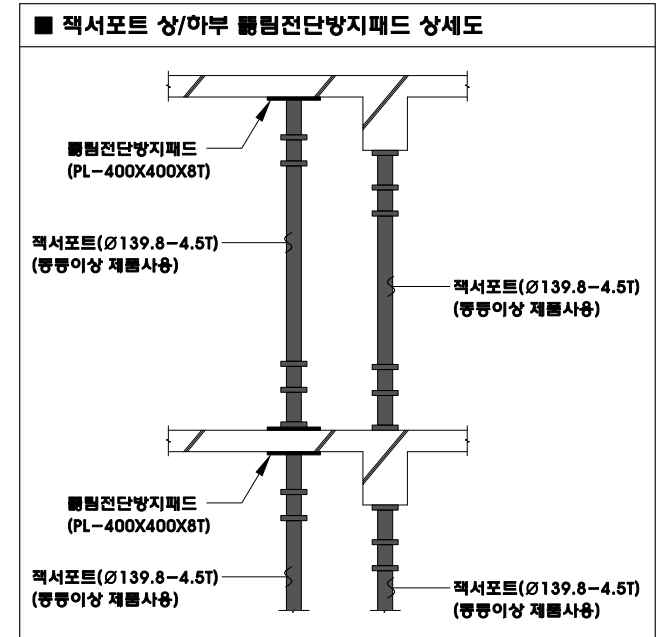 ■ 잭서포트 상/하부 뚫림전단방지패드 상세도
뚫림전단방지패드
(PL-400X400X8T)
잭서포트(Ø139.8-4.5T)
(동등이상 제품사용)
잭서포트(Ø139.8-4.5T)
(동등이상 제품사용)
뚫림전단방지패드
(PL-400X400X8T)
잭서포트(Ø139.8-4.5T)
(동등이상 제품사용)
잭서포트(Ø139.8-4.5T)
(동등이상 제품사용)